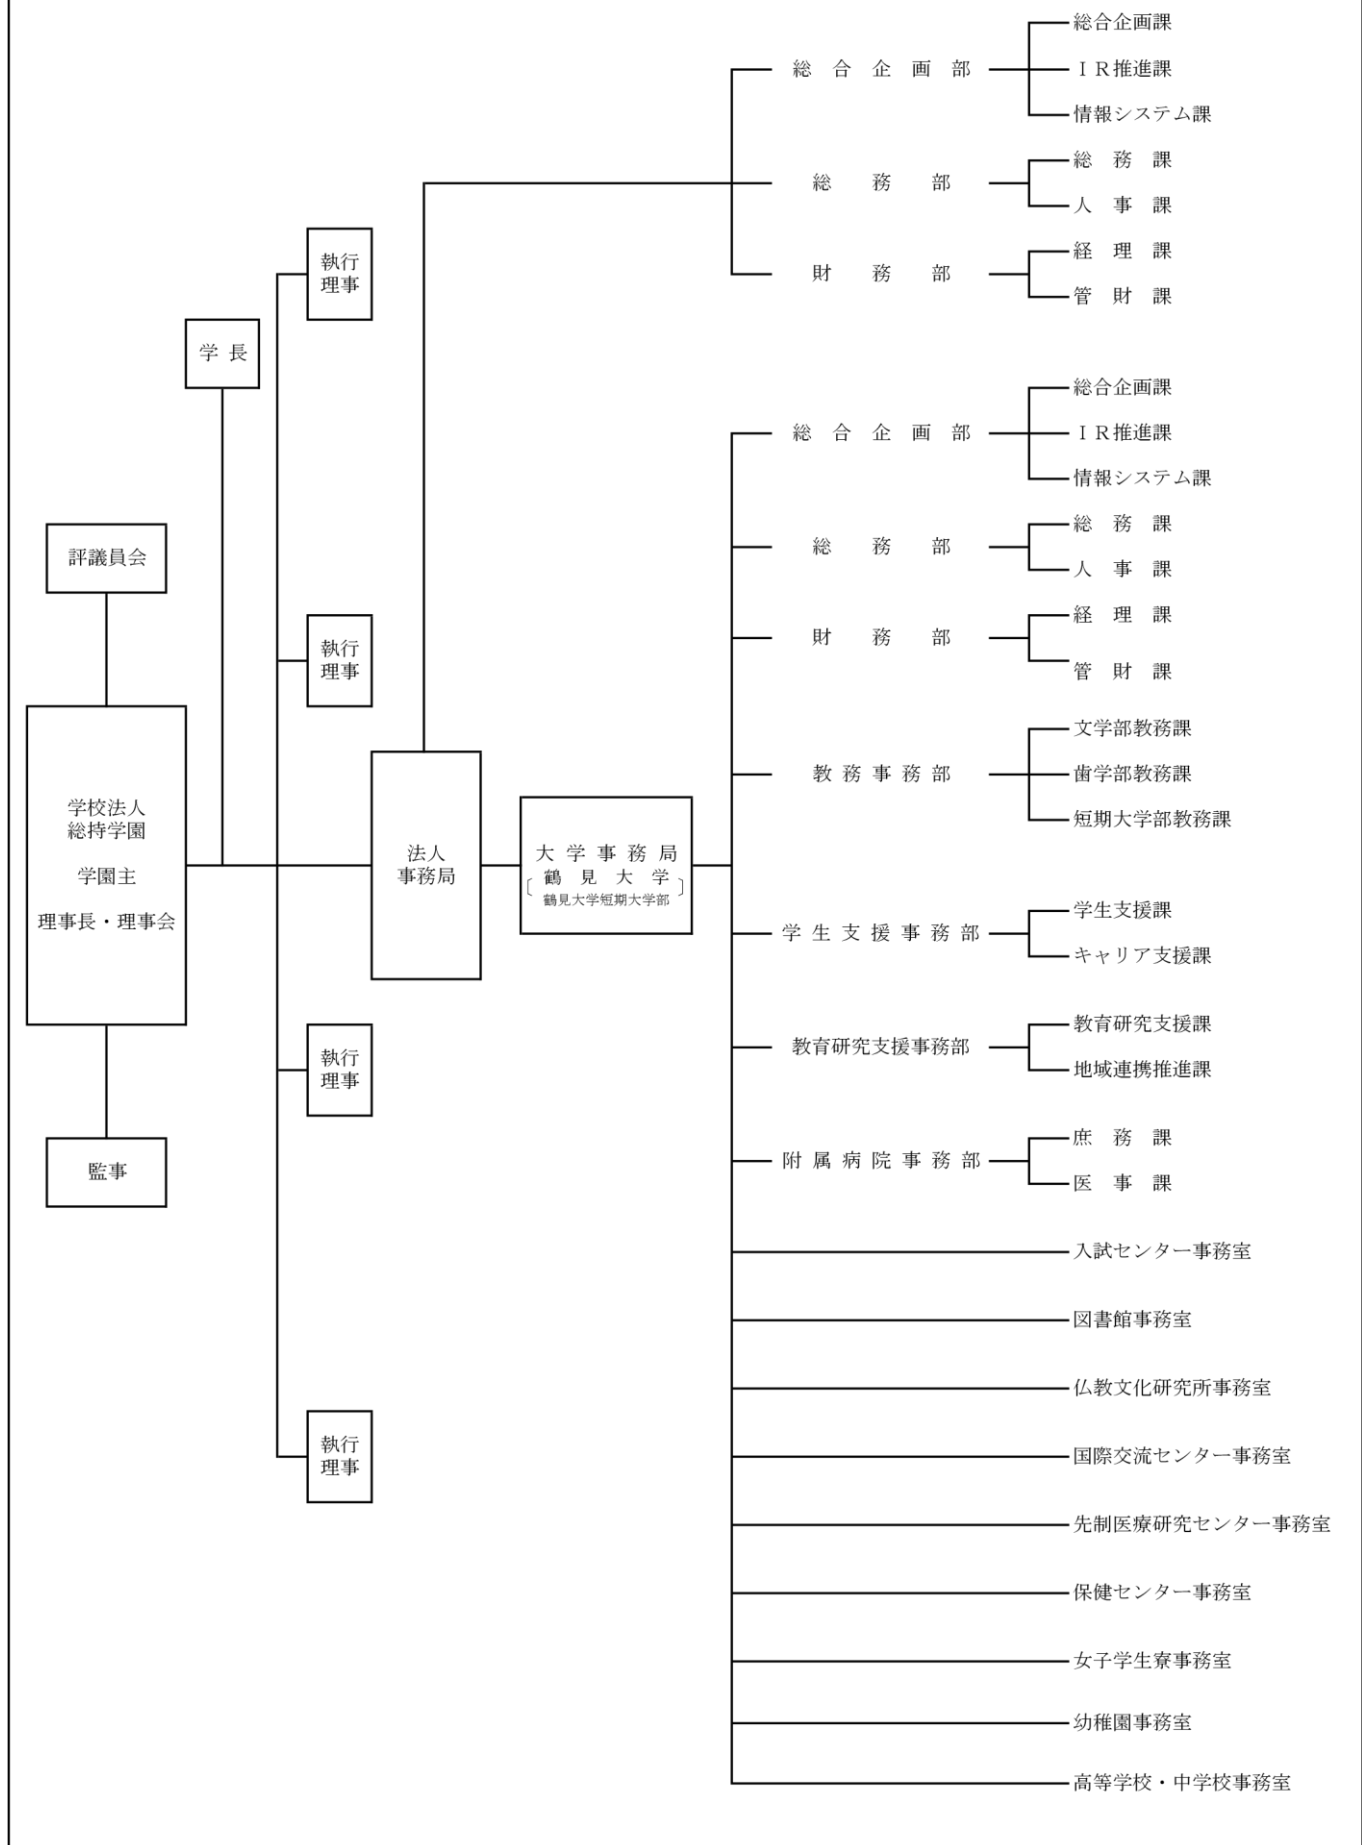 総合企画課
総合企画部
ＩＲ推進課
情報システム課
総務課
総務部
人事課
経理課
財務部
管財課
執行
理事
学長
総合企画課
総合企画部
ＩＲ推進課
情報システム課
総務課
総務部
人事課
経理課
財務部
管財課
評議員会
執行
理事
文学部教務課
教務事務部
歯学部教務課
短期大学部教務課
学校法人
総持学園
学園主
理事長・理事会
法人
事務局
大学事務局
〔鶴見大学
鶴見大学短期大学部〕
学生支援課
学生支援事務部
キャリア支援課
教育研究支援課
教育研究支援事務部
地域連携推進課
執行
理事
監事
庶務課
附属病院事務部
医事課
入試センター事務室
図書館事務室
仏教文化研究所事務室
執行
理事
国際交流センター事務室
先制医療研究センター事務室
保健センター事務室
女子学生寮事務室
幼稚園事務室
高等学校・中学校事務室